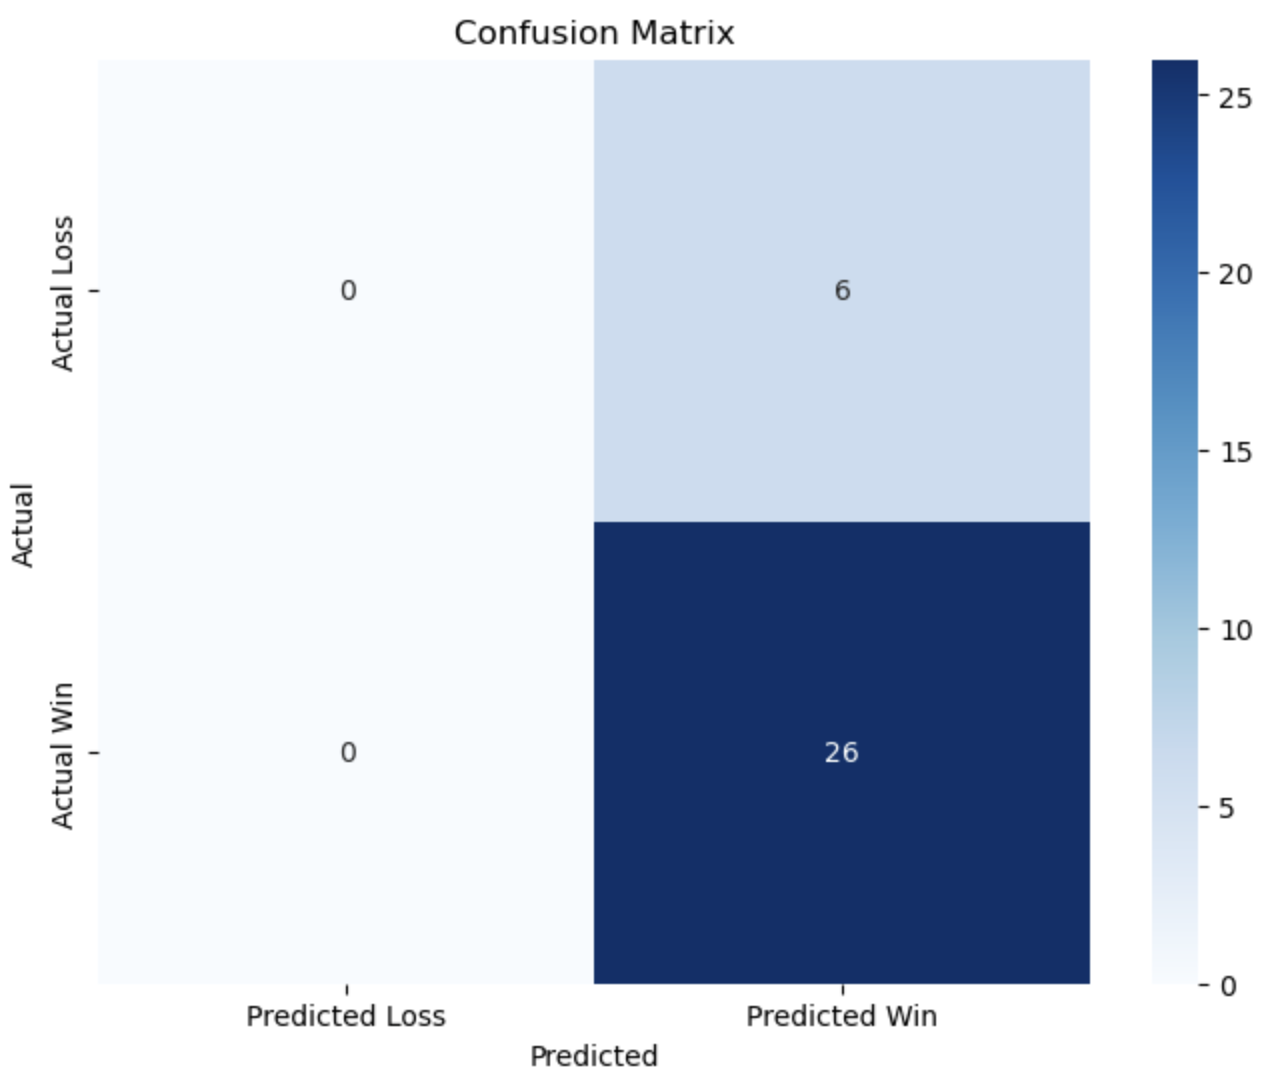 Confusion Matrix
Actual
Actual Loss
Actual Win
0
6
0
26
Predicted Loss
Predicted Win
Predicted
25
20
15
10
5
0